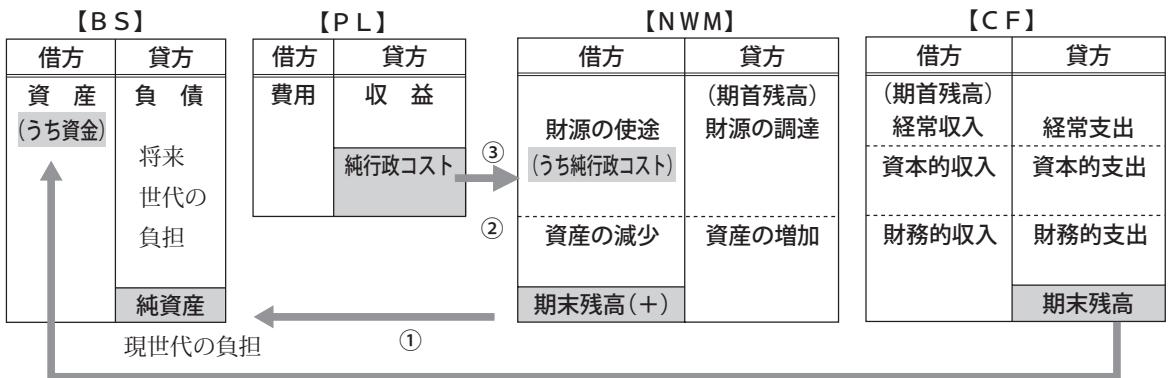 【ＢＳ】
借方 貸方
資 産 負 債
(うち資金)
将来
世代の
負担
純資産
現世代の負担
【ＰＬ】
借方 貸方
費用 収 益
純行政コスト
③
②
①
【ＮＷＭ】
借方 貸方
(期首残高)
財源の使途 財源の調達
(うち純行政コスト)
資産の減少 資産の増加
期末残高(＋)
【ＣＦ】
借方 貸方
(期首残高)
経常収入 経常支出
資本的収入 資本的支出
財務的収入 財務的支出
期末残高